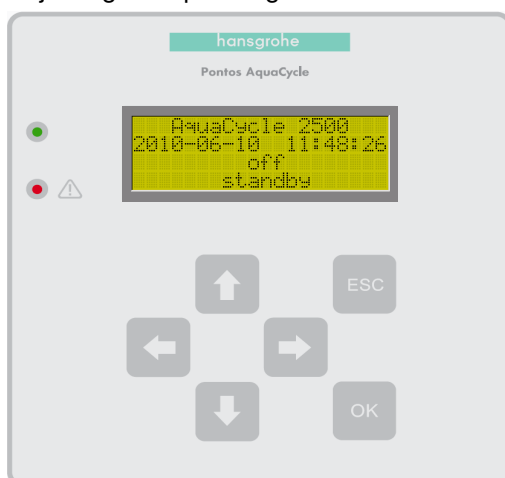 hansgrohe
Pontos AquaCycle
AquaCycle 2500
2010-06-10 11:48:26
off
standby
ESC
OK